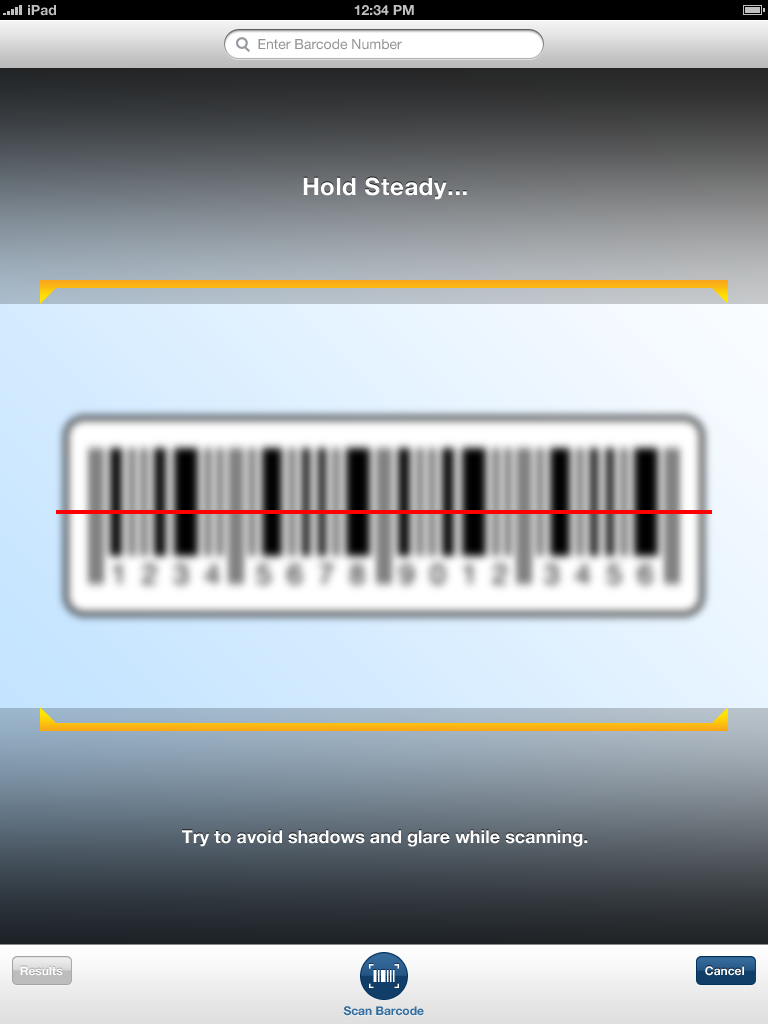 iPad 12:34 PM
Enter Barcode Number
Hold Steady...
1 2 3 4 5 6 7 8 9 0 1 2 3 4 5 6
Try to avoid shadows and glare while scanning.
Results
Cancel
Scan Barcode